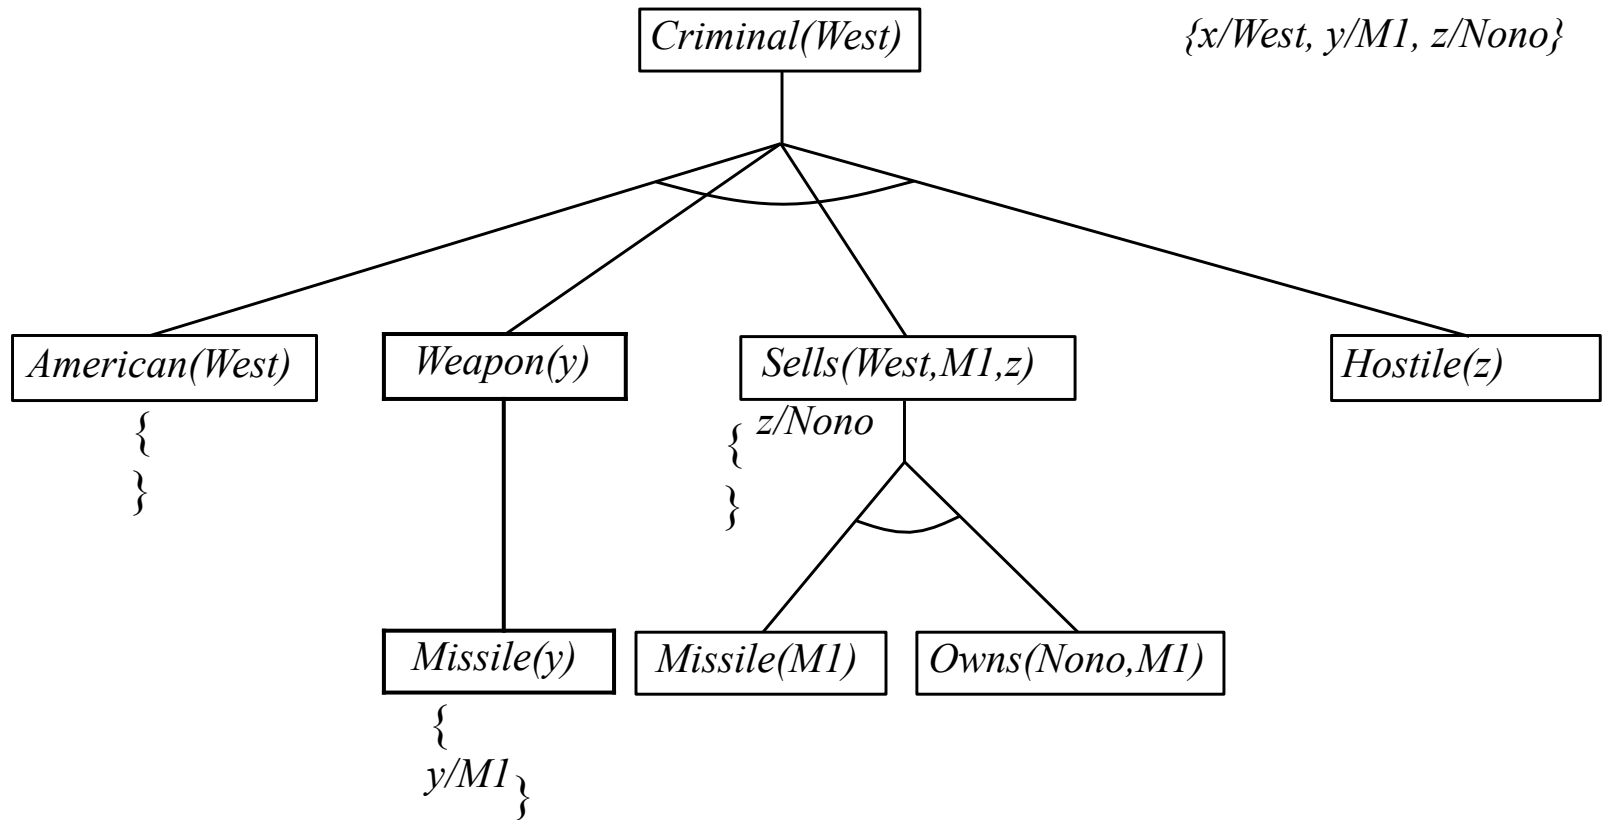 Criminal(West)
{x/West, y/M1, z/Nono}
American(West)
Weapon(y)
Sells(West,M1,z)
Hostile(z)
{
}
{ z/Nono
}
Missile(y)
Missile(M1)
Owns(Nono,M1)
{
y/M1 }